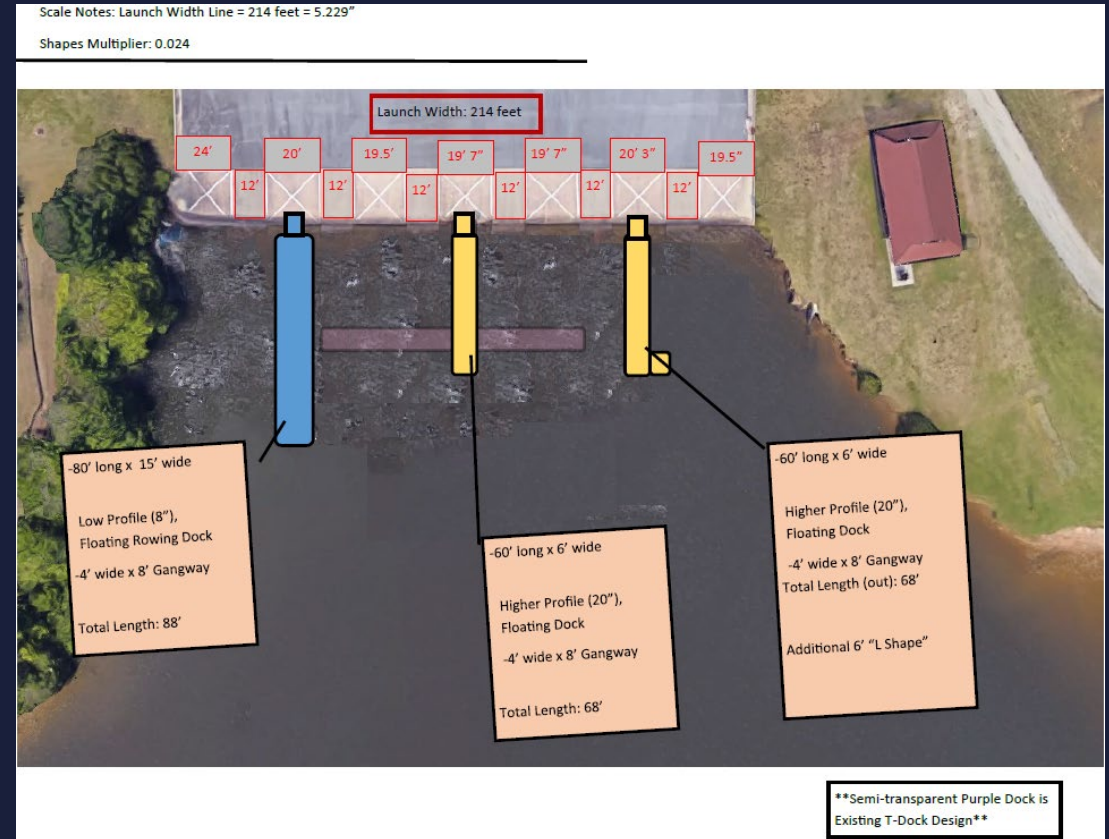 Scale Notes: Launch Width Line = 214 feet = 5.229”
Shapes Multiplier: 0.024
Launch Width: 214 feet
24’
20’
19.5’
19’ 7”
19’ 7”
20’ 3”
19.5”
12’
12’
12’
12’
12’
12’
-80’ long x 15’ wide
Low Profile (8”),
Floating Rowing Dock
-4’ wide x 8’ Gangway
Total Length: 88’
-60’ long x 6’ wide
Higher Profile (20”),
Floating Dock
-4’ wide x 8’ Gangway
Total Length: 68’
-60’ long x 6’ wide
Higher Profile (20”),
Floating Dock
-4’ wide x 8’ Gangway
Total Length (out): 68’
Additional 6’ “L Shape”
**Semi-transparent Purple Dock is
Existing T-Dock Design**